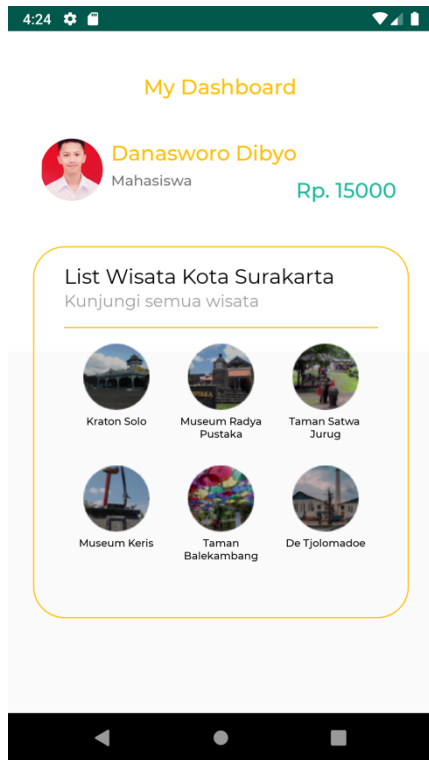 4:24
My Dashboard
Danasworo Dibyo
Mahasiswa
Rp. 15000
List Wisata Kota Surakarta
Kunjungi semua wisata
Kraton Solo
Museum Radya
Pustaka
Taman Satwa
Jurug
Museum Keris
Taman
Balekambang
De Tjolomadoe